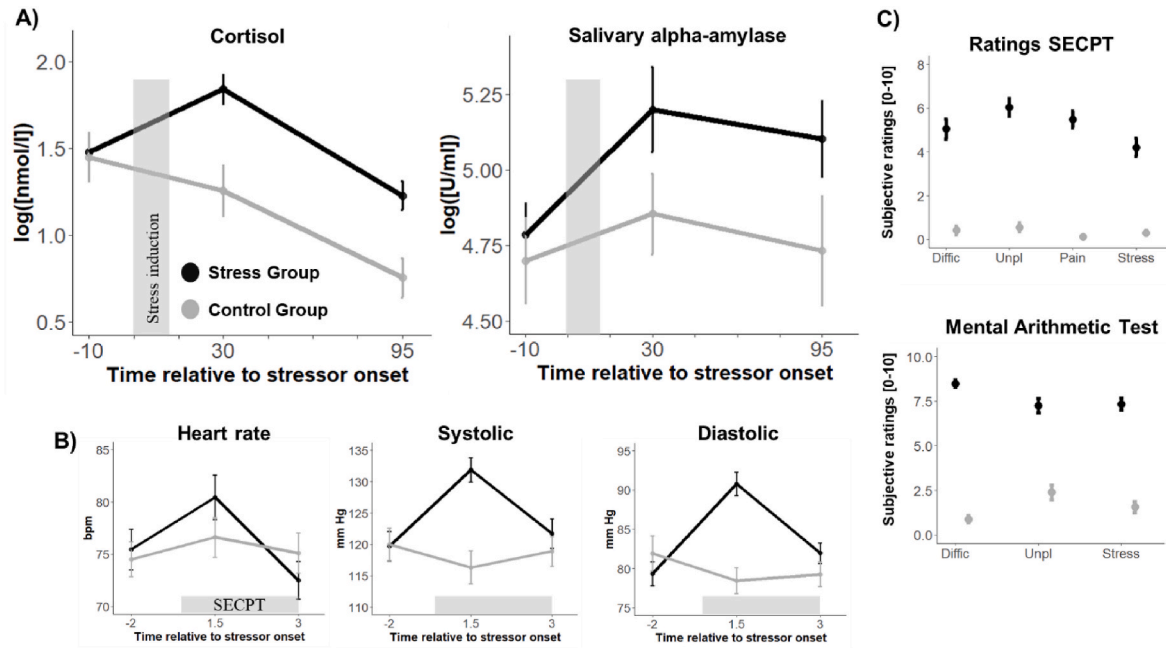 A)
Cortisol
log([nmol/l])
2.0
1.5
1.0
0.5
Stress induction
Stress Group
Control Group
-10
30
95
Time relative to stressor onset
Salivary alpha-amylase
log([U/ml])
5.25
5.00
4.75
4.50
-10
30
95
Time relative to stressor onset
B)
Heart rate
bpm
85
80
75
70
SECPT
-2
1.5
3
Time relative to stressor onset
Systolic
mm Hg
135
130
125
120
115
110
-2
1.5
3
Time relative to stressor onset
Diastolic
mm Hg
95
90
85
80
75
-2
1.5
3
Time relative to stressor onset
C)
Ratings SECPT
Subjective ratings [0-10]
8
6
4
2
0
Diffic
Unpl
Pain
Stress
Mental Arithmetic Test
Subjective ratings [0-10]
10.0
7.5
5.0
2.5
0.0
Diffic
Unpl
Stress